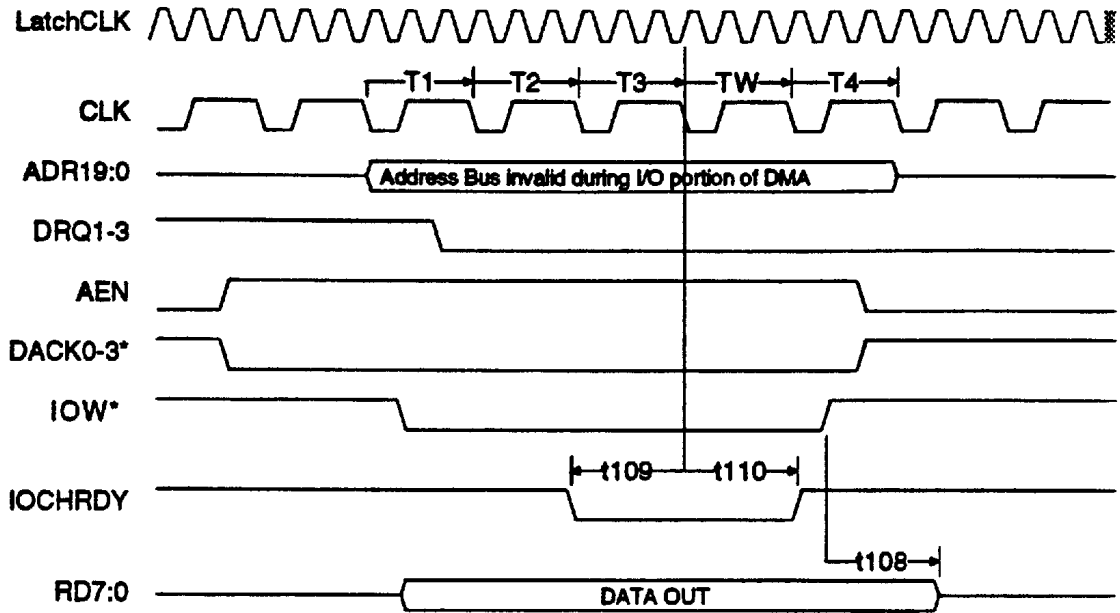 LatchCLK
T1 T2 T3 TW T4
CLK
ADR19:0 Address Bus invalid during I/O portion of DMA
DRQ1-3
AEN
DACK0-3*
IOW*
t109 t110
IOCHRDY
t108
RD7:0 DATA OUT